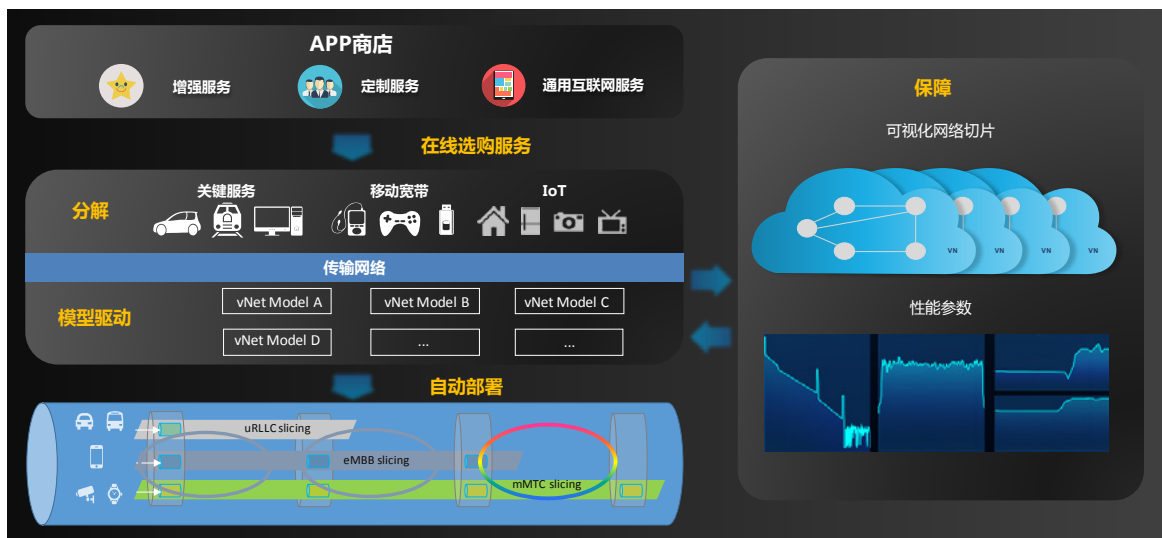 APP商店
增强服务
定制服务
通用互联网服务
在线选购服务
分解
关键服务
移动宽带
IoT
传输网络
模型驱动
vNet Model A
vNet Model B
vNet Model C
vNet Model D
...
...
自动部署
uRLLC slicing
eMBB slicing
mMTC slicing
保障
可视化网络切片
VN
VN
VN
VN
性能参数